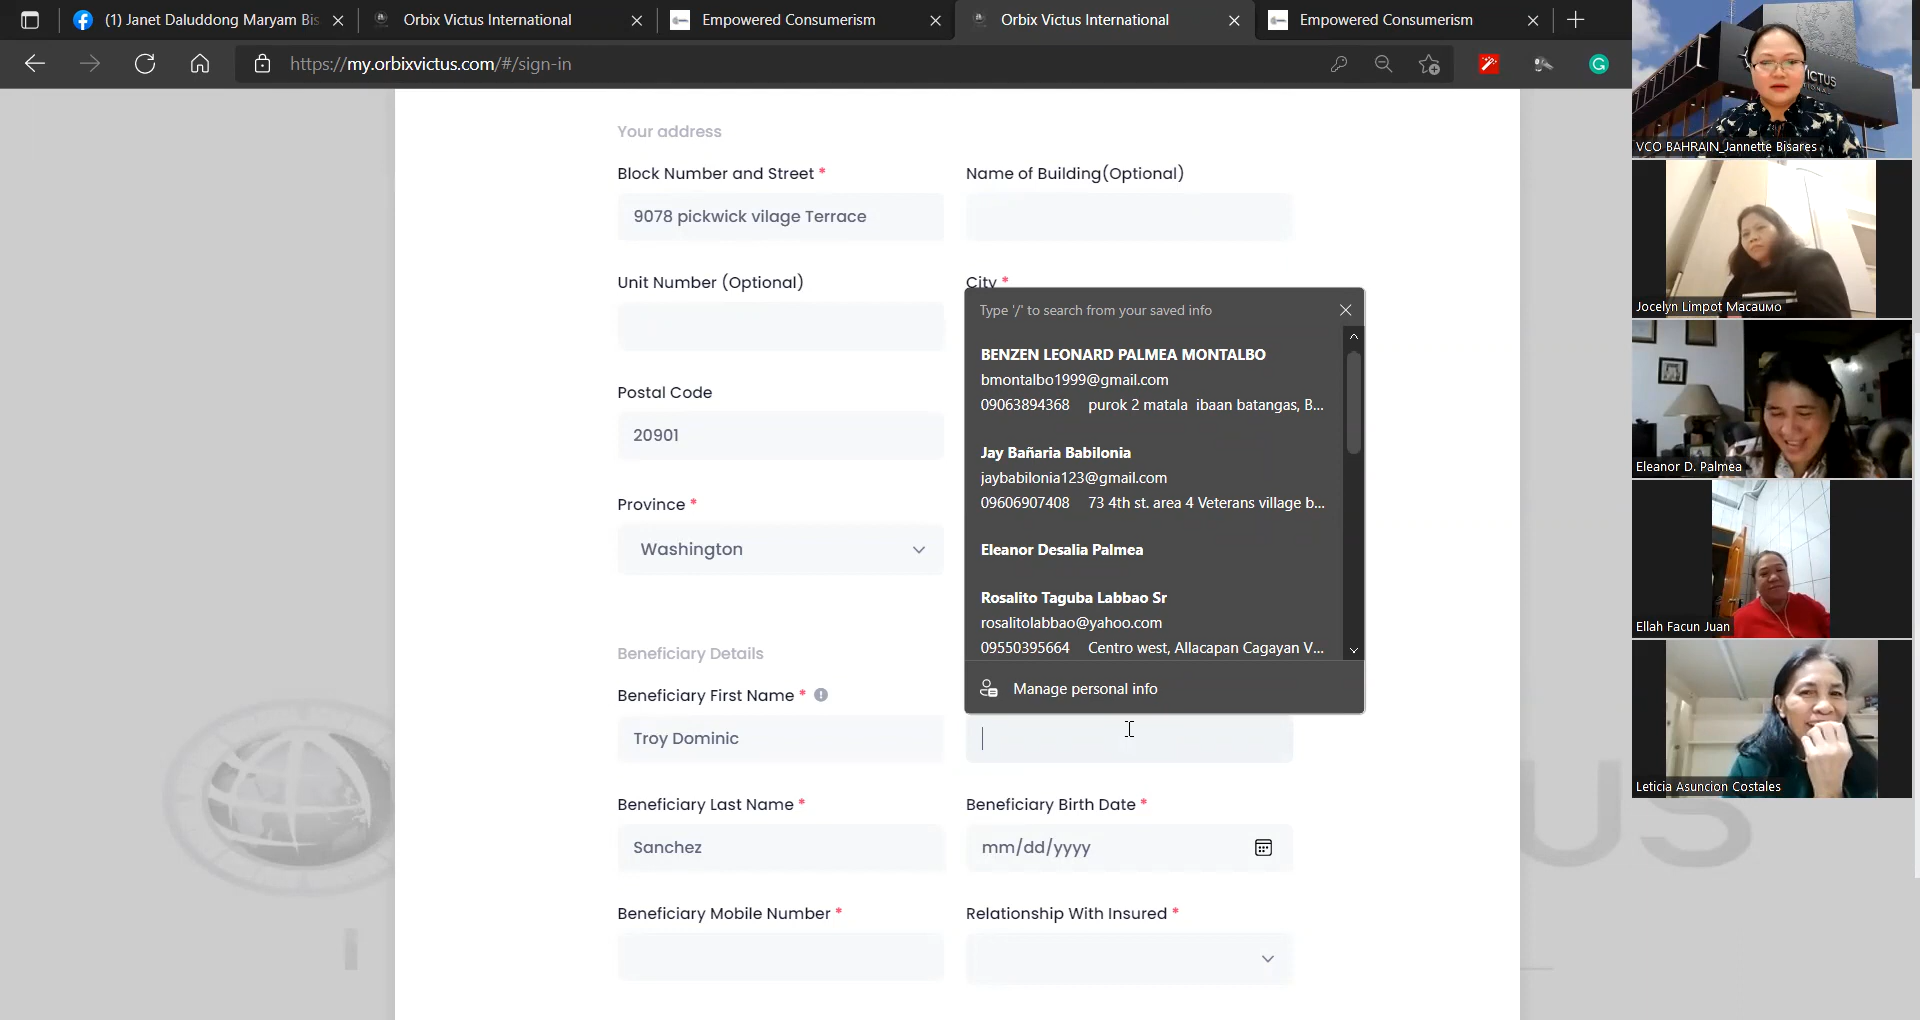 (1) Janet Daluddong Maryam Bis
Orbix Victus International
Empowered Consumerism
Orbix Victus International
Empowered Consumerism
https://my.orbixvictus.com/#/sign-in
Your address
Block Number and Street *
Name of Building(Optional)
9078 pickwick vilage Terrace
Unit Number (Optional)
City *
Type '/' to search from your saved info
BENZEN LEONARD PALMEA MONTALBO
bmontalbo1999@gmail.com
09063894368 purok 2 matala ibaan batangas, B...
Jay Bañaria Babilonia
jaybabilonia123@gmail.com
09606907408 73 4th st. area 4 Veterans village b...
Eleanor Desalia Palmea
Rosalito Taguba Labbao Sr
rosalitolabbao@yahoo.com
09550395664 Centro west, Allacapan Cagayan V...
Manage personal info
Postal Code
20901
Province *
Washington
Beneficiary Details
Beneficiary First Name *
Troy Dominic
Beneficiary Last Name *
Beneficiary Birth Date *
Sanchez
mm/dd/yyyy
Beneficiary Mobile Number *
Relationship With Insured *
VICTUS
VCO BAHRAIN_Jannette Bisares
Jocelyn Limpot Macaumo
Eleanor D. Palmea
Ellah Facun Juan
Leticia Asuncion Costales